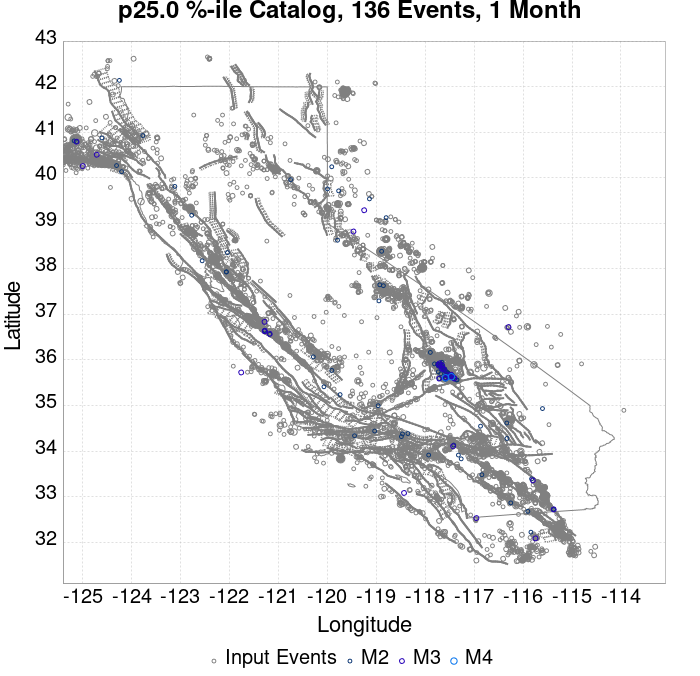 p25.0 %-ile Catalog, 136 Events, 1 Month
43
42
41
40
39
38
37
36
35
34
33
32
Latitude
-125 -124 -123 -122 -121 -120 -119 -118 -117 -116 -115 -114
Longitude
Input Events M2 M3 M4